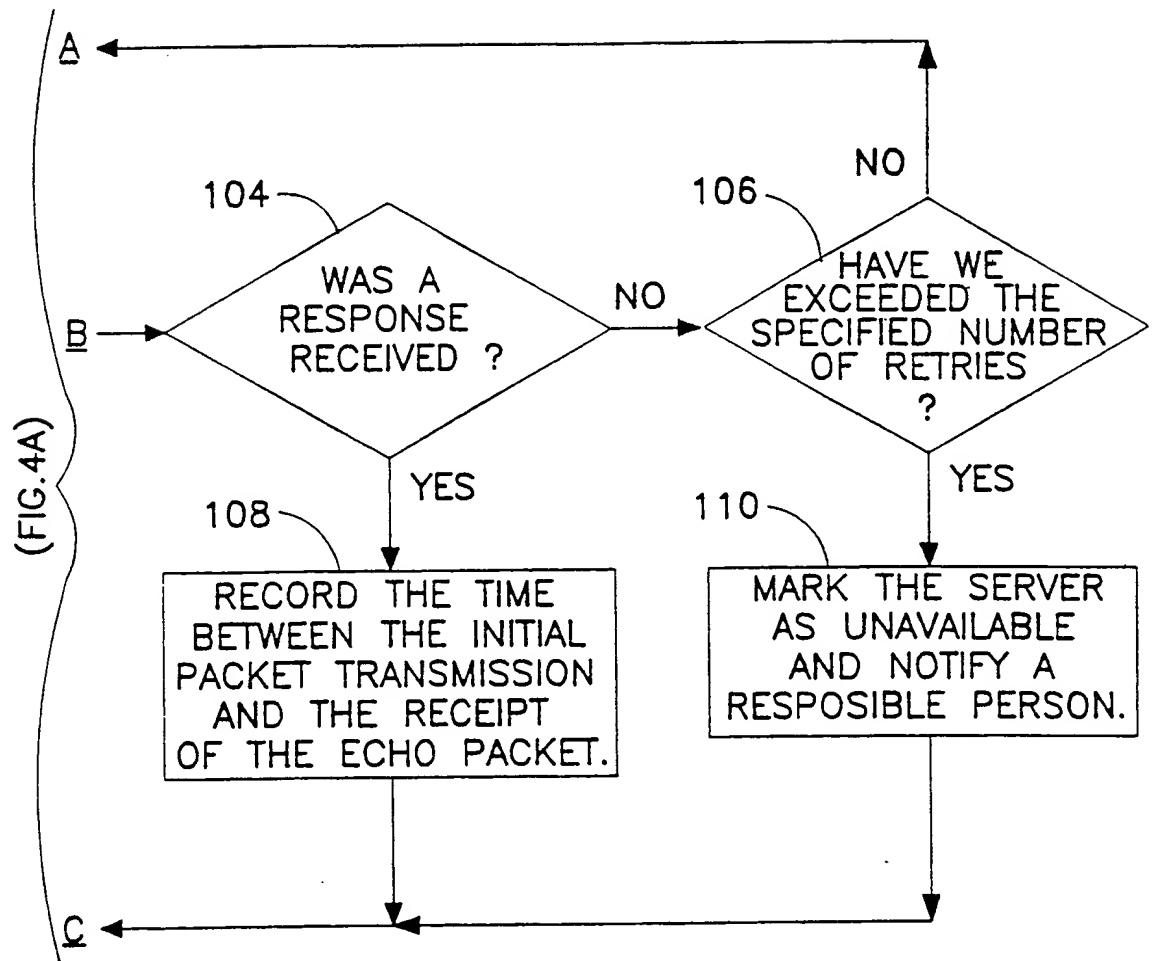 A
NO
104
106
WAS A
RESPONSE
RECEIVED ?
NO
HAVE WE
EXCEEDED THE
SPECIFIED NUMBER
OF RETRIES
?
B
(FIG.4A)
YES
YES
108
110
RECORD THE TIME
BETWEEN THE INITIAL
PACKET TRANSMISSION
AND THE RECEIPT
OF THE ECHO PACKET.
MARK THE SERVER
AS UNAVAILABLE
AND NOTIFY A
RESPOSIBLE PERSON.
C